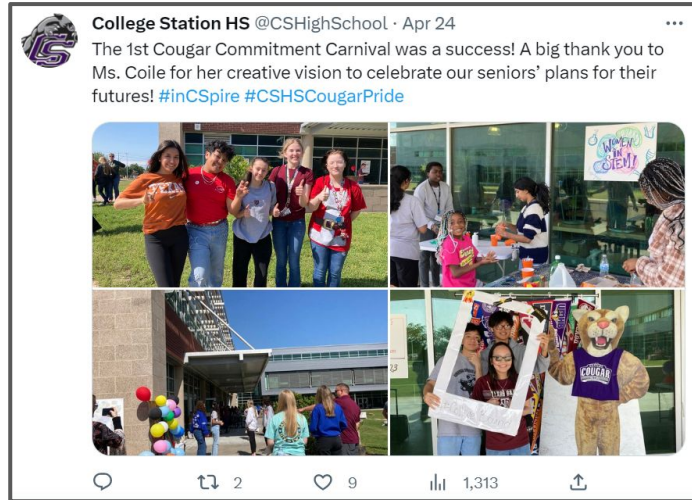 College Station HS @CSHighSchool · Apr 24
The 1st Cougar Commitment Carnival was a success! A big thank you to
Ms. Coile for her creative vision to celebrate our seniors’ plans for their
futures! #inCSpire #CSHSCougarPride
WOMEN
IN
STEM!
COUGAR
2
9
1,313